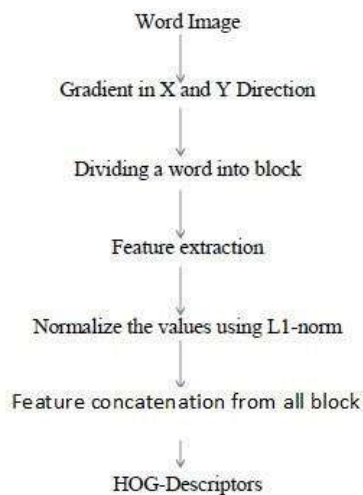 Word Image
Gradient in X and Y Direction
Dividing a word into block
Feature extraction
Normalize the values using L1-norm
Feature concatenation from all block
HOG-Descriptors